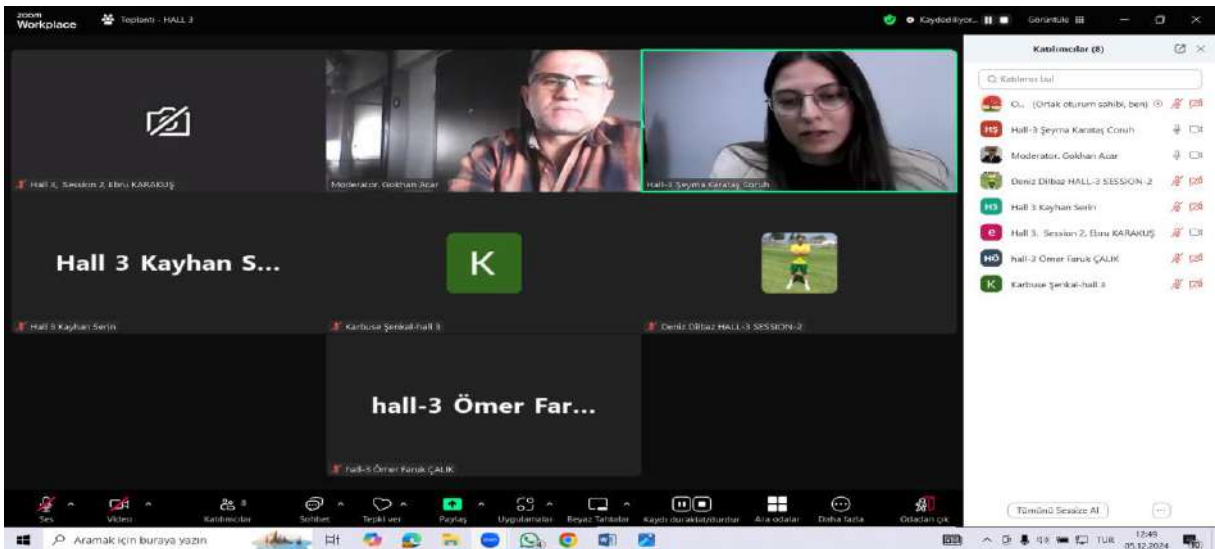 zoom
Workplace
Toplantı - HALL 3
Kaydediliyor...
Görüntüle
Hall 3, Session 2, Ebru KARAKUŞ
Moderator. Gokhan Acar
Hall-3 Şeyma Karataş Çoruh
Hall 3 Kayhan S...
Hall 3 Kayhan Serin
K
Karbuse Şenkal-hall 3
Deniz Dilbaz HALL-3 SESSION-2
hall-3 Ömer Far...
hall-3 Ömer Faruk ÇALIK
Katılımcılar (8)
Katılımcı bul
O... (Ortak oturum sahibi, ben)
HŞ Hall-3 Şeyma Karataş Çoruh
Moderator. Gokhan Acar
Deniz Dilbaz HALL-3 SESSION-2
Hall 3 Kayhan Serin
e Hall 3, Session 2, Ebru KARAKUŞ
HÖ hall-3 Ömer Faruk ÇALIK
K Karbuse Şenkal-hall 3
Tümünü Sessize Al
Ses
Video
8
Katılımcılar
Sohbet
Tepki ver
Paylaş
Uygulamalar
Beyaz Tahtalar
Kaydı duraklat/durdur
Ara odalar
Daha fazla
Odadan çık
Aramak için buraya yazın
TUR
12:49
05.12.2024